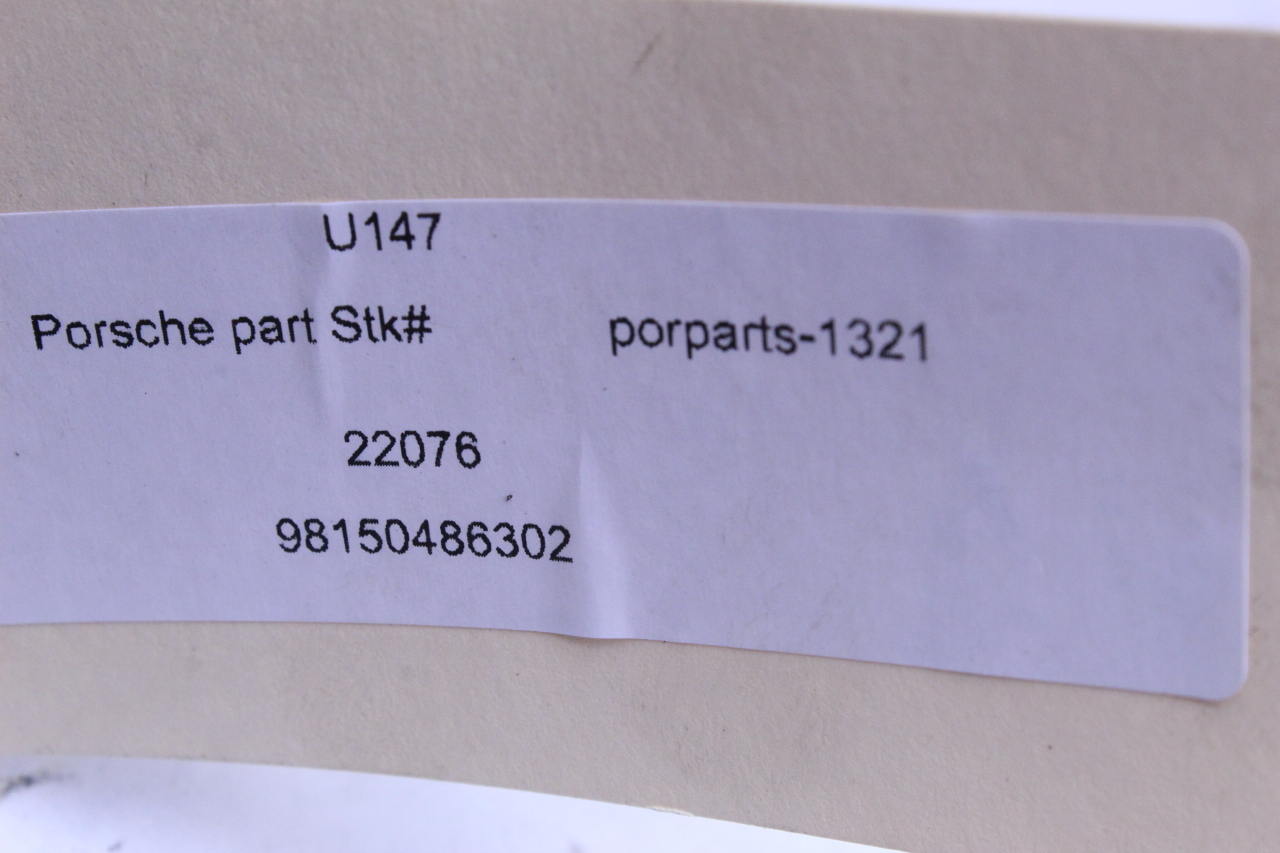 U147
Porsche part Stk# porparts-1321
22076
98150486302